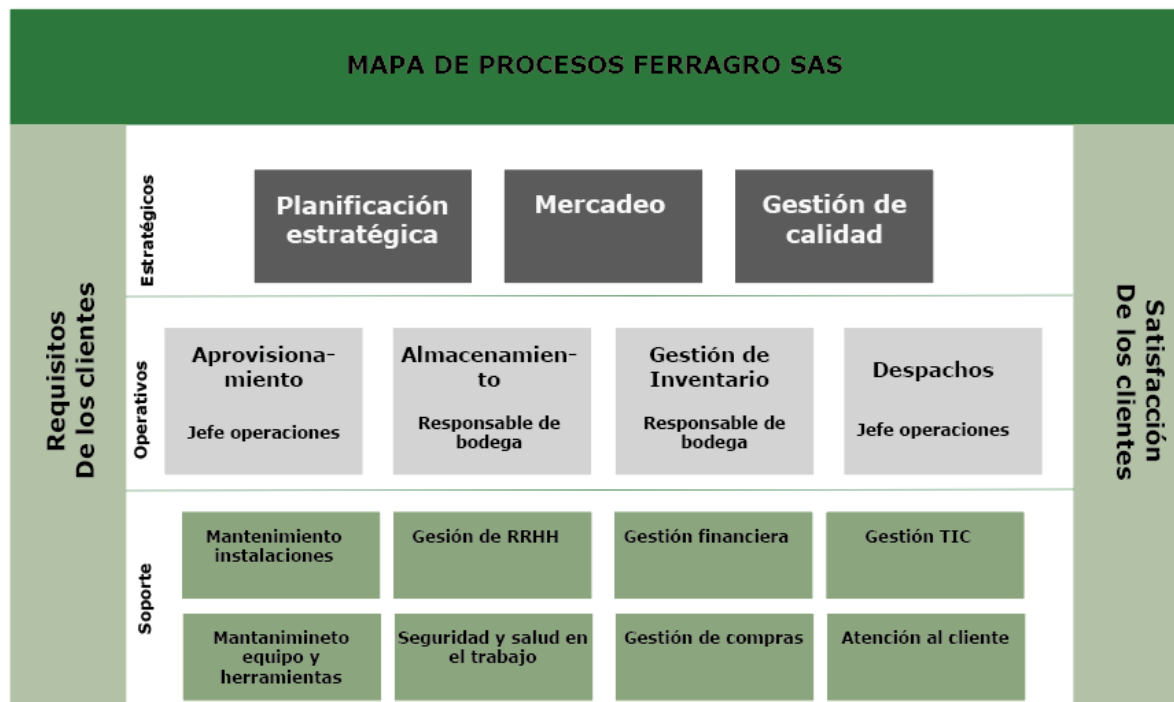 MAPA DE PROCESOS FERRAGRO SAS
Requisitos
De los clientes
Estratégicos
Planificación
estratégica
Mercadeo
Gestión de
calidad
Operativos
Aprovisiona-
miento
Jefe operaciones
Almacenamien-
to
Responsable de
bodega
Gestión de
Inventario
Responsable de
bodega
Despachos
Jefe operaciones
Soporte
Mantenimiento
instalaciones
Gesión de RRHH
Gestión financiera
Gestión TIC
Mantanimineto
equipo y
herramientas
Seguridad y salud en
el trabajo
Gestión de compras
Atención al cliente
Satisfacción
De los clientes